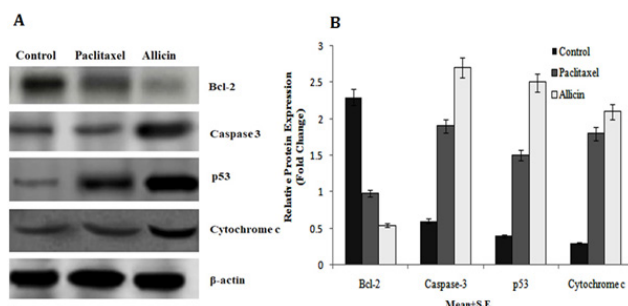 A
Control Paclitaxel Allicin
Bcl-2
Caspase 3
p53
Cytochrome c
β-actin
B
Relative Protein Expression
(Fold Change)
3
2.5
2
1.5
1
0.5
0
Control
Paclitaxel
Allicin
Bcl-2 Caspase-3 p53 Cytochrome c
Mean±S.E